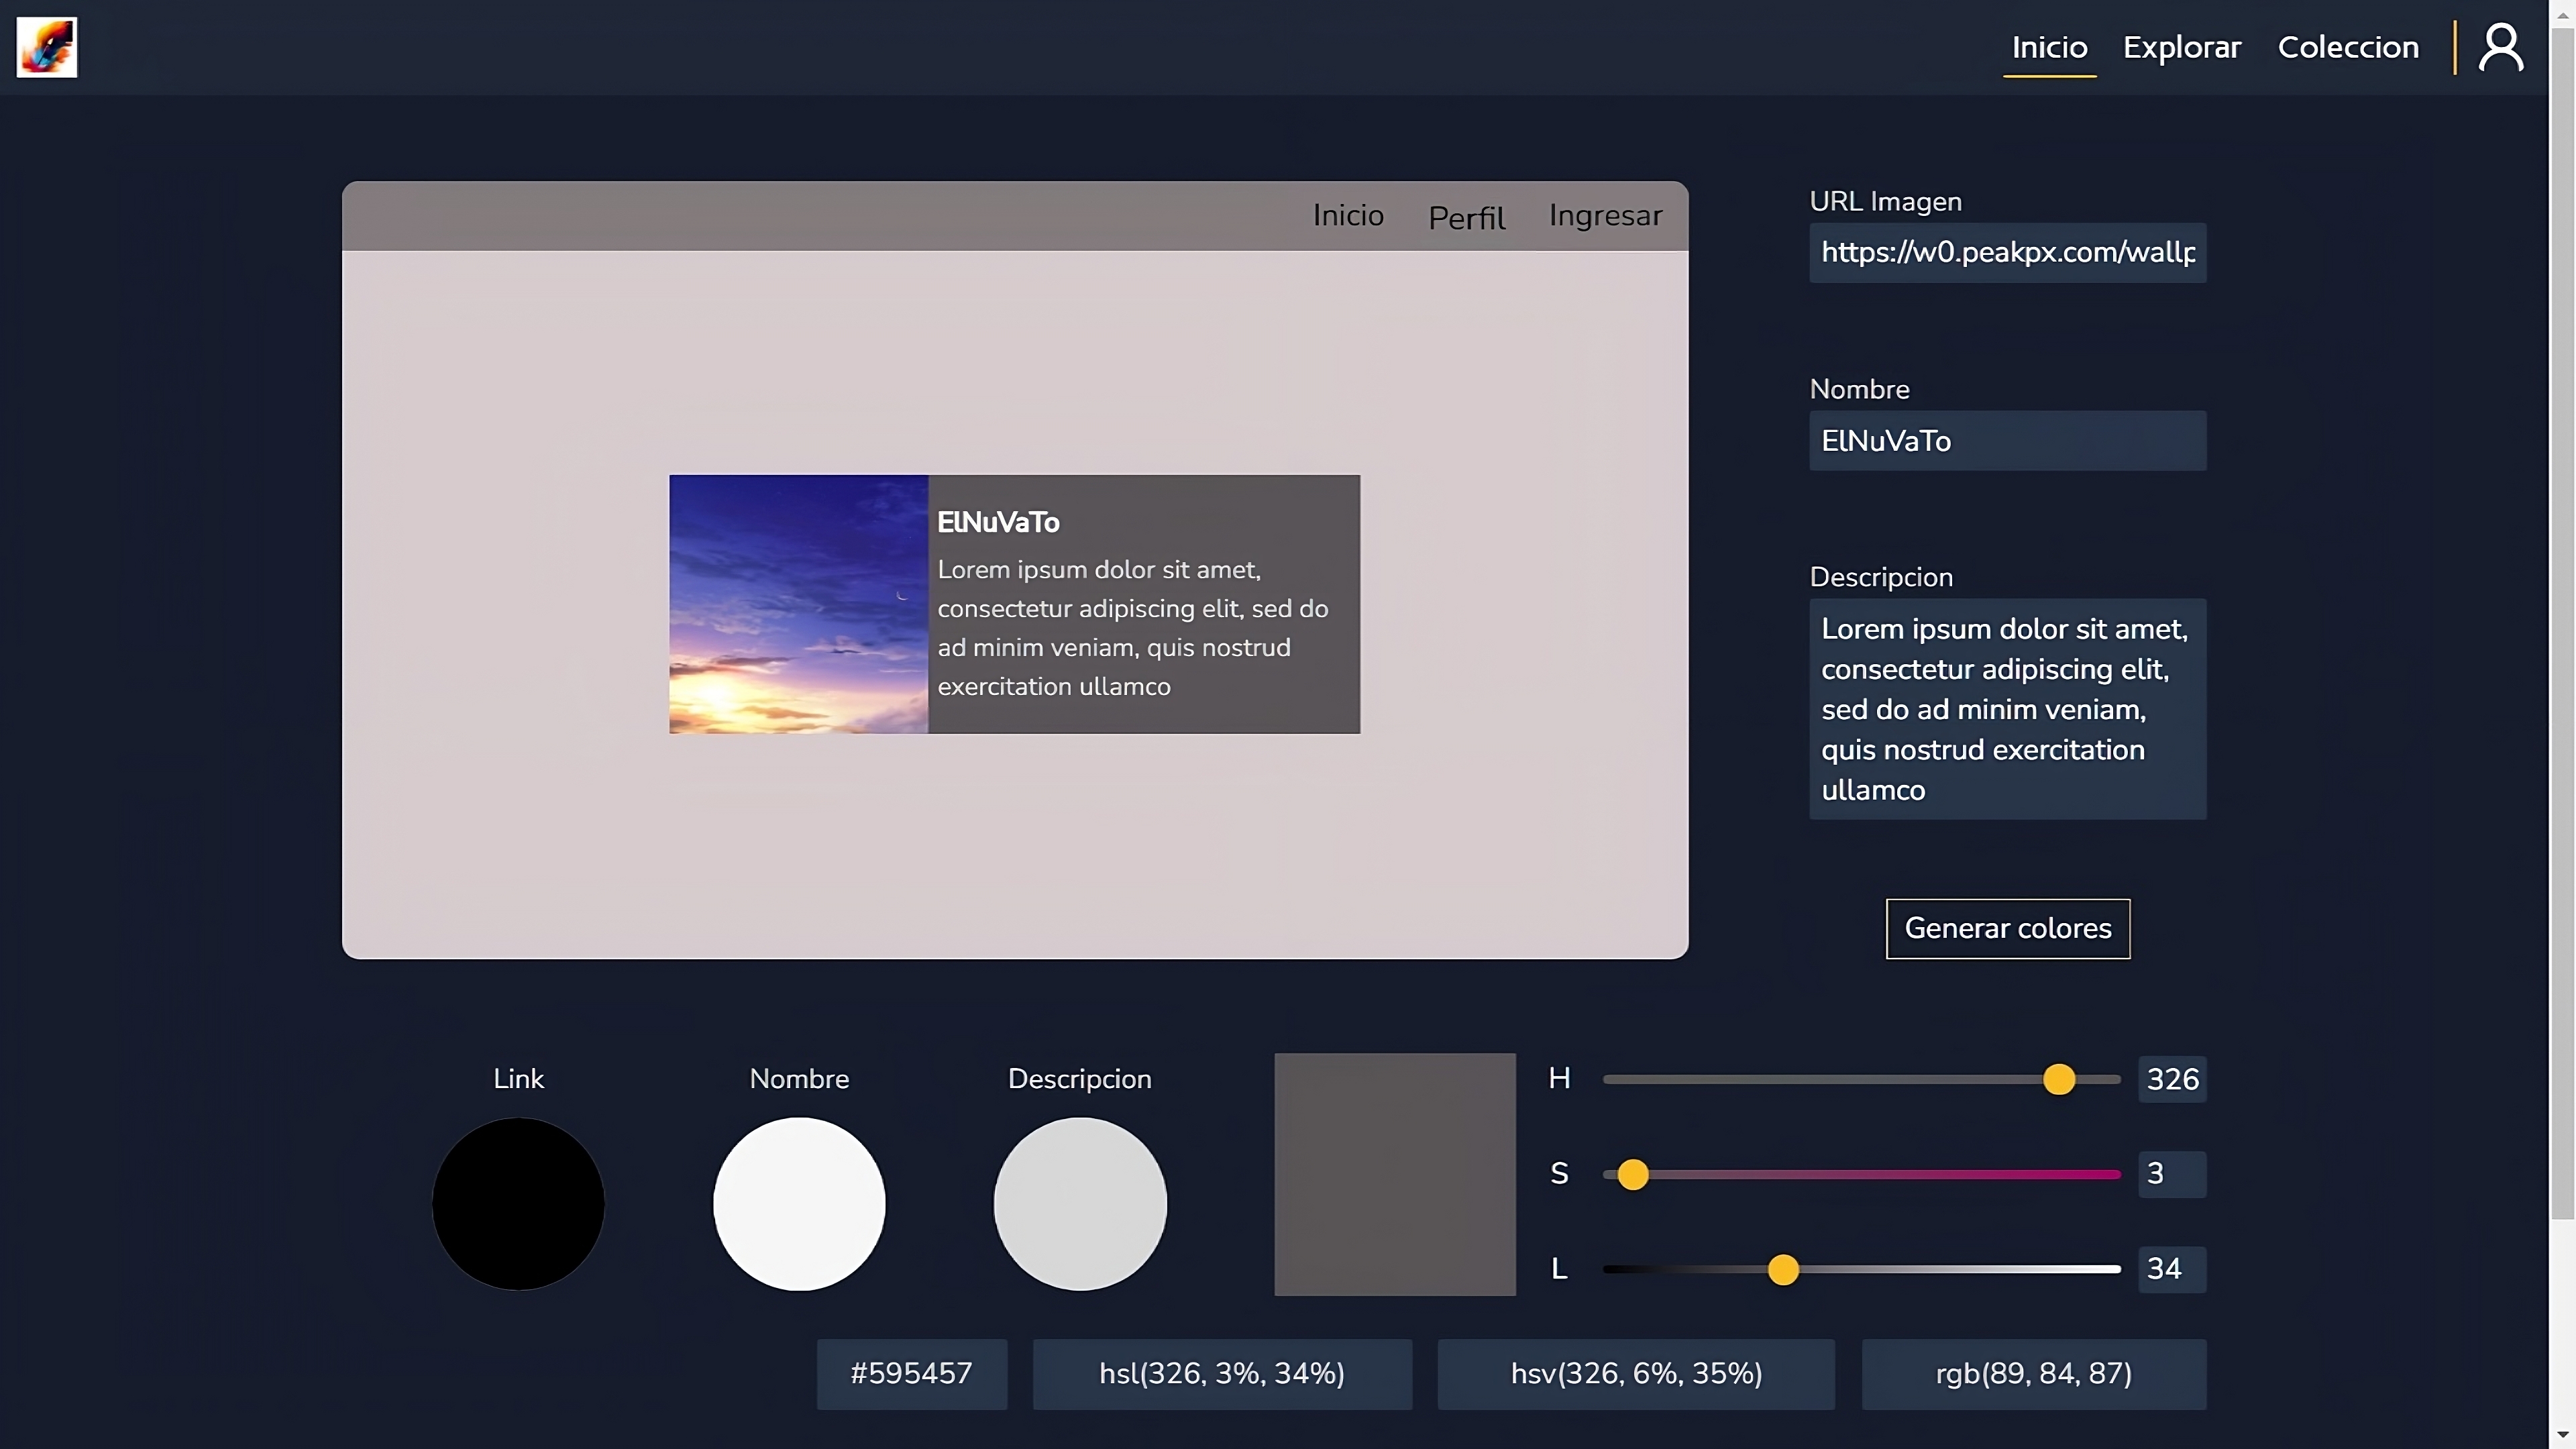 Inicio Explorar Coleccion
Inicio Perfil Ingresar
ElNuVaTo
Lorem ipsum dolor sit amet,
consectetur adipiscing elit, sed do
ad minim veniam, quis nostrud
exercitation ullamco
URL Imagen
https://w0.peakpx.com/wallp
Nombre
ElNuVaTo
Descripcion
Lorem ipsum dolor sit amet,
consectetur adipiscing elit,
sed do ad minim veniam,
quis nostrud exercitation
ullamco
Generar colores
Link Nombre Descripcion
H 326
S 3
L 34
#595457 hsl(326, 3%, 34%) hsv(326, 6%, 35%) rgb(89, 84, 87)